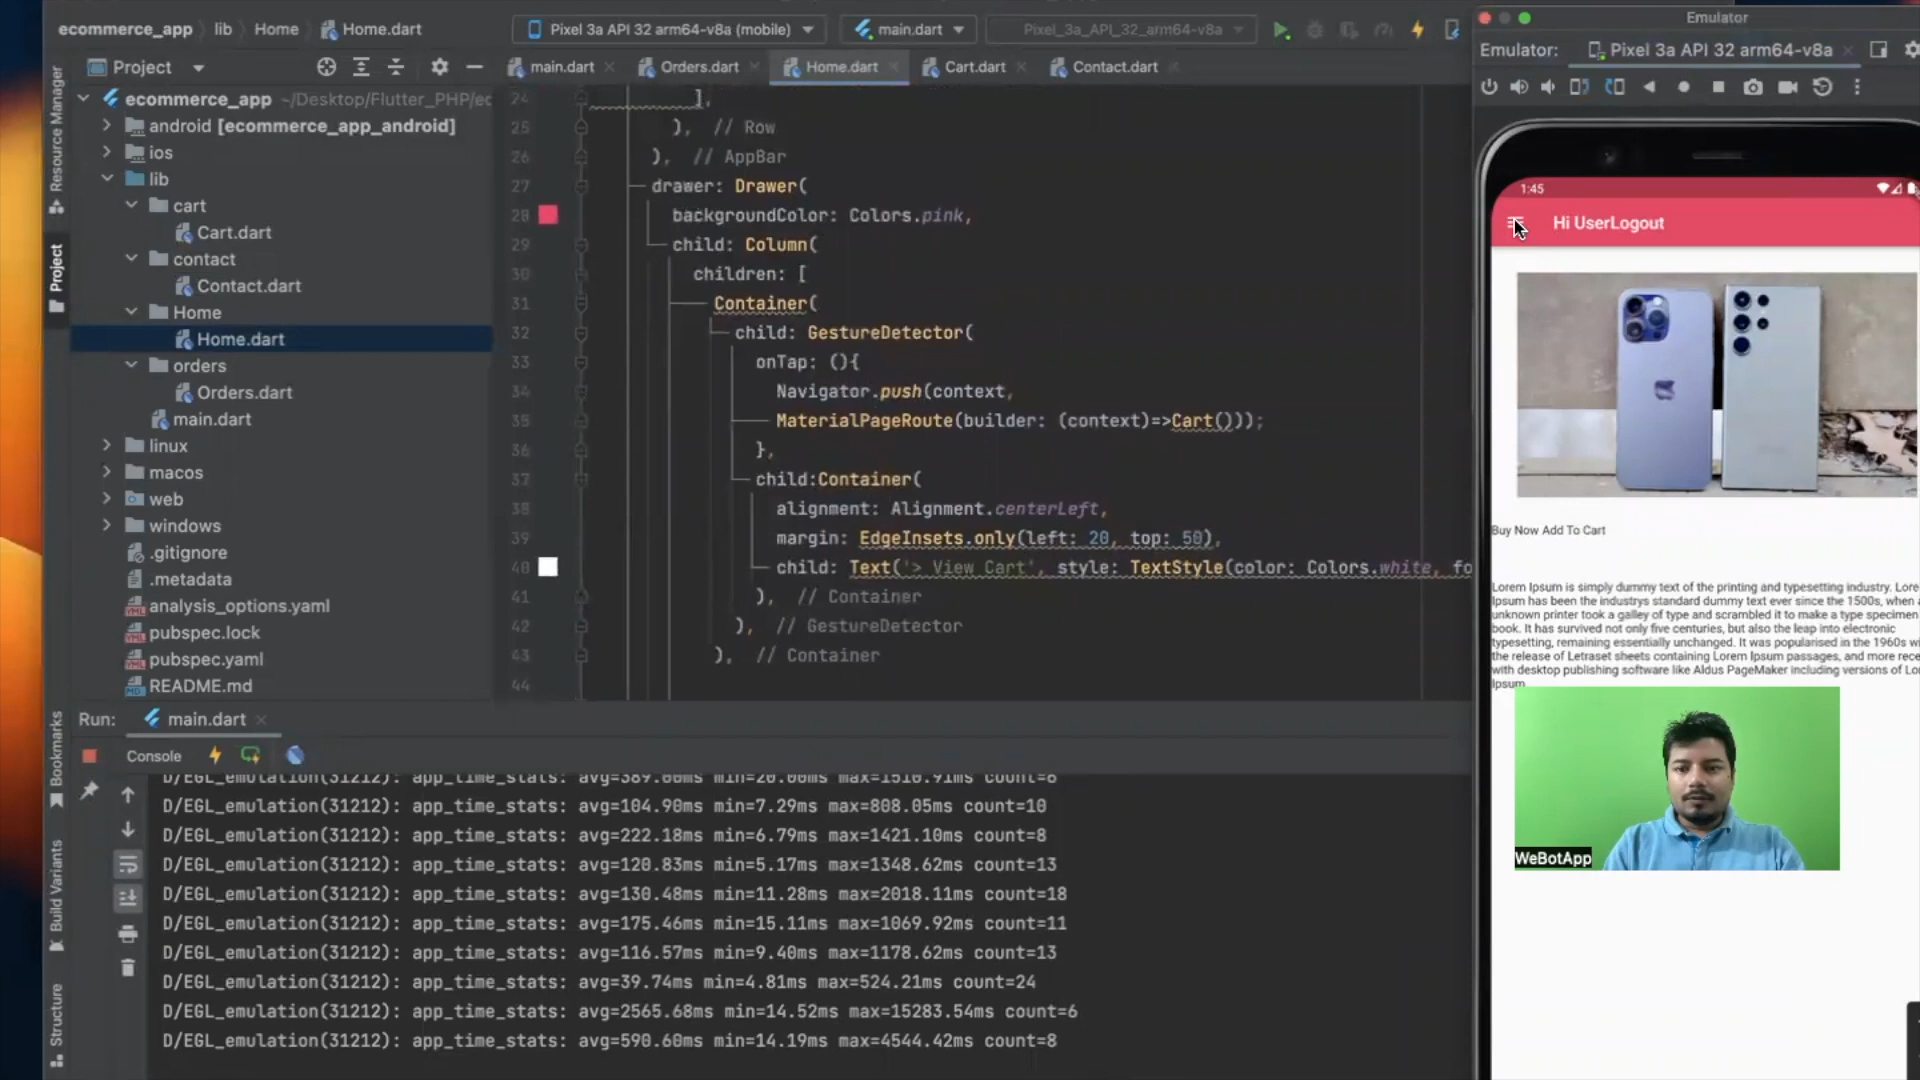 ecommerce_app lib Home Home.dart
Pixel 3a API 32 arm64-v8a (mobile) main.dart Pixel_3a_API_32_arm64-v8a
Project
main.dart Orders.dart Home.dart Cart.dart Contact.dart
Resource Manager
Project
Bookmarks
Build Variants
Structure
ecommerce_app ~/Desktop/Flutter_PHP/ec
android [ecommerce_app_android]
ios
lib
cart
Cart.dart
contact
Contact.dart
Home
Home.dart
orders
Orders.dart
main.dart
linux
macos
web
windows
.gitignore
.metadata
analysis_options.yaml
pubspec.lock
pubspec.yaml
README.md
24 ],
25 ), // Row
26 ), // AppBar
27 drawer: Drawer(
28 backgroundColor: Colors.pink,
29 child: Column(
30 children: [
31 Container(
32 child: GestureDetector(
33 onTap: (){
34 Navigator.push(context,
35 MaterialPageRoute(builder: (context)=>Cart()));
36 },
37 child:Container(
38 alignment: Alignment.centerLeft,
39 margin: EdgeInsets.only(left: 20, top: 50),
40 child: Text('> View Cart', style: TextStyle(color: Colors.white, fo
41 ), // Container
42 ), // GestureDetector
43 ), // Container
44
Run: main.dart
Console
D/EGL_emulation(31212): app_time_stats: avg=389.60ms min=20.00ms max=1510.91ms count=6
D/EGL_emulation(31212): app_time_stats: avg=104.90ms min=7.29ms max=808.05ms count=10
D/EGL_emulation(31212): app_time_stats: avg=222.18ms min=6.79ms max=1421.10ms count=8
D/EGL_emulation(31212): app_time_stats: avg=120.83ms min=5.17ms max=1348.62ms count=13
D/EGL_emulation(31212): app_time_stats: avg=130.48ms min=11.28ms max=2018.11ms count=18
D/EGL_emulation(31212): app_time_stats: avg=175.46ms min=15.11ms max=1069.92ms count=11
D/EGL_emulation(31212): app_time_stats: avg=116.57ms min=9.40ms max=1178.62ms count=13
D/EGL_emulation(31212): app_time_stats: avg=39.74ms min=4.81ms max=524.21ms count=24
D/EGL_emulation(31212): app_time_stats: avg=2565.68ms min=14.52ms max=15283.54ms count=6
D/EGL_emulation(31212): app_time_stats: avg=590.60ms min=14.19ms max=4544.42ms count=8
Emulator
Emulator: Pixel 3a API 32 arm64-v8a
1:45
Hi UserLogout
Buy Now Add To Cart
Lorem Ipsum is simply dummy text of the printing and typesetting industry. Lore
Ipsum has been the industrys standard dummy text ever since the 1500s, when a
unknown printer took a galley of type and scrambled it to make a type specimen
book. It has survived not only five centuries, but also the leap into electronic
typesetting, remaining essentially unchanged. It was popularised in the 1960s wi
the release of Letraset sheets containing Lorem Ipsum passages, and more rece
with desktop publishing software like Aldus PageMaker including versions of Lor
Ipsum
WeBotApp